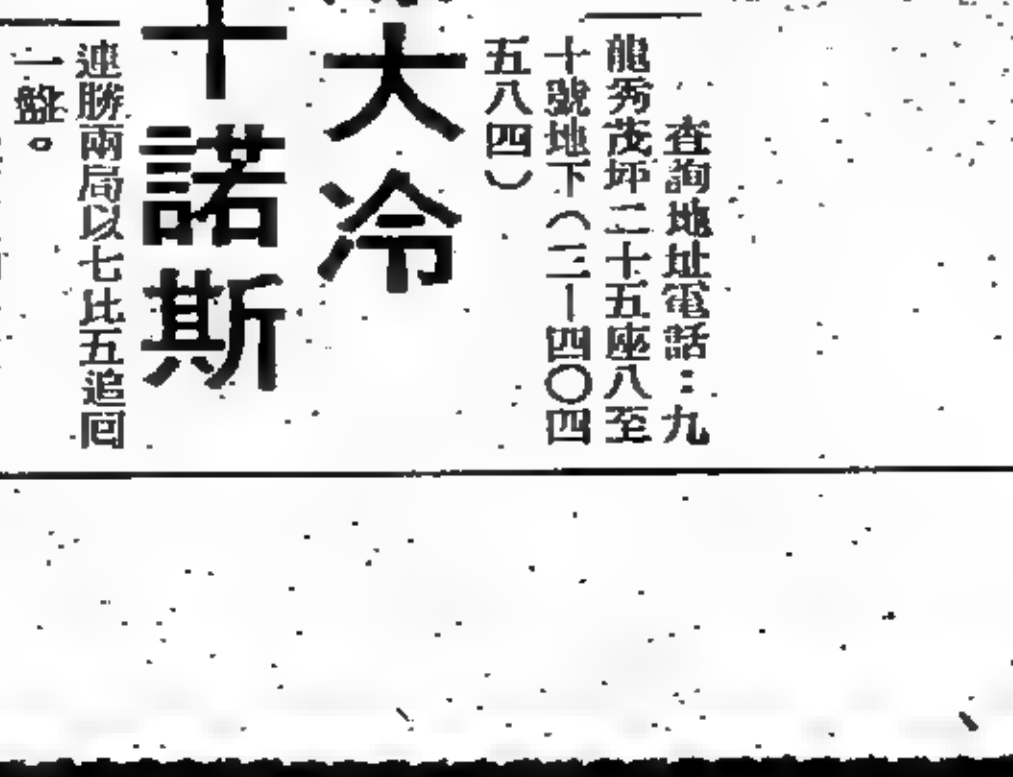 查詢地址電話：九
龍秀茂坪二十五座八至
十號地下（三—四〇四
五八四）
大冷
十諾斯
連勝兩局以七比五追囘
一盤。